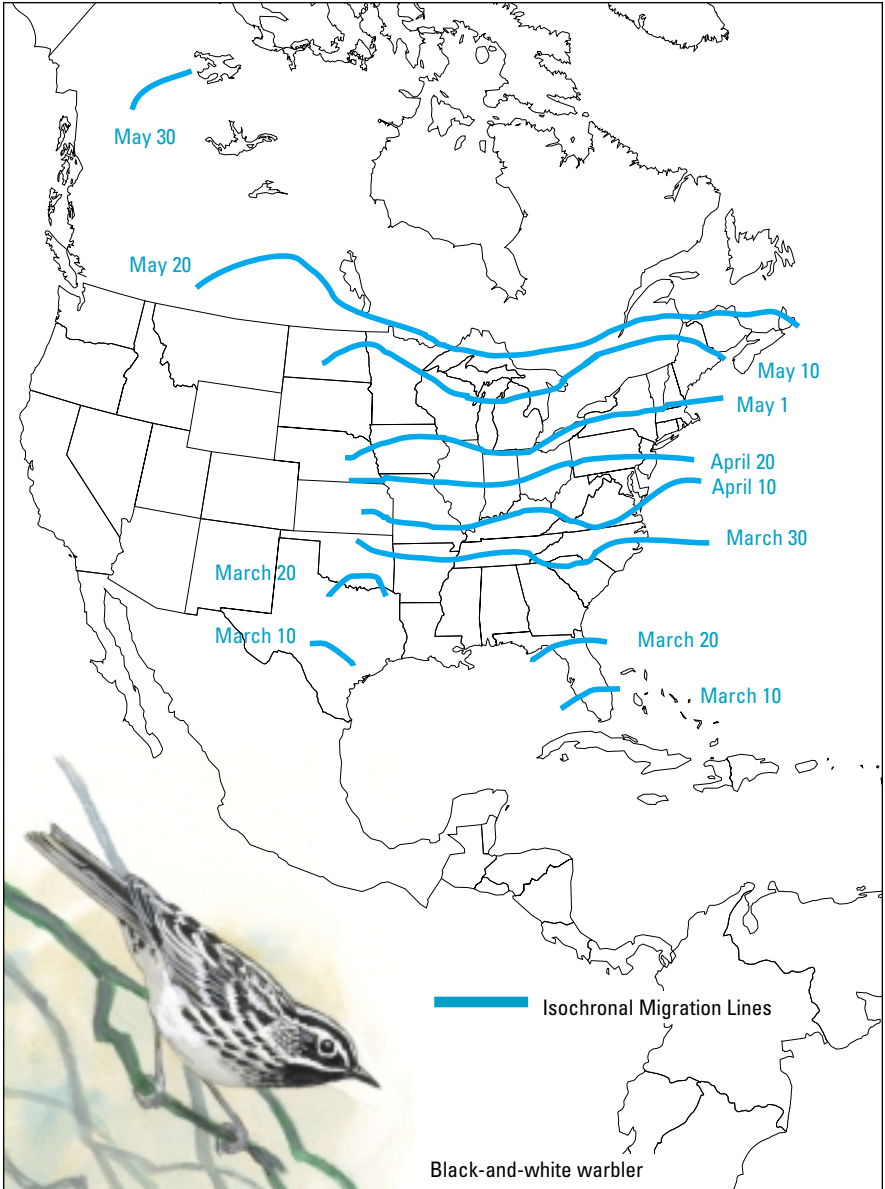 May 30
May 20
May 10
May 1
April 20
April 10
March 30
March 20
March 20
March 10
March 10
Isochronal Migration Lines
Black-and-white warbler